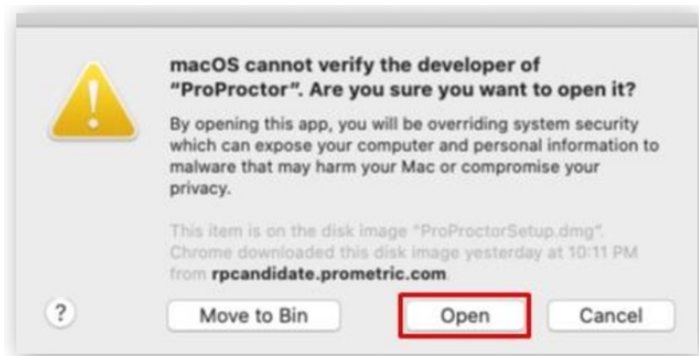 macOS cannot verify the developer of
“ProProctor”. Are you sure you want to open it?
By opening this app, you will be overriding system security
which can expose your computer and personal information to
malware that may harm your Mac or compromise your
privacy.
This item is on the disk image “ProProctorSetup.dmg”.
Chrome downloaded this disk image yesterday at 10:11 PM
from rpcandidate.prometric.com.
? Move to Bin Open Cancel